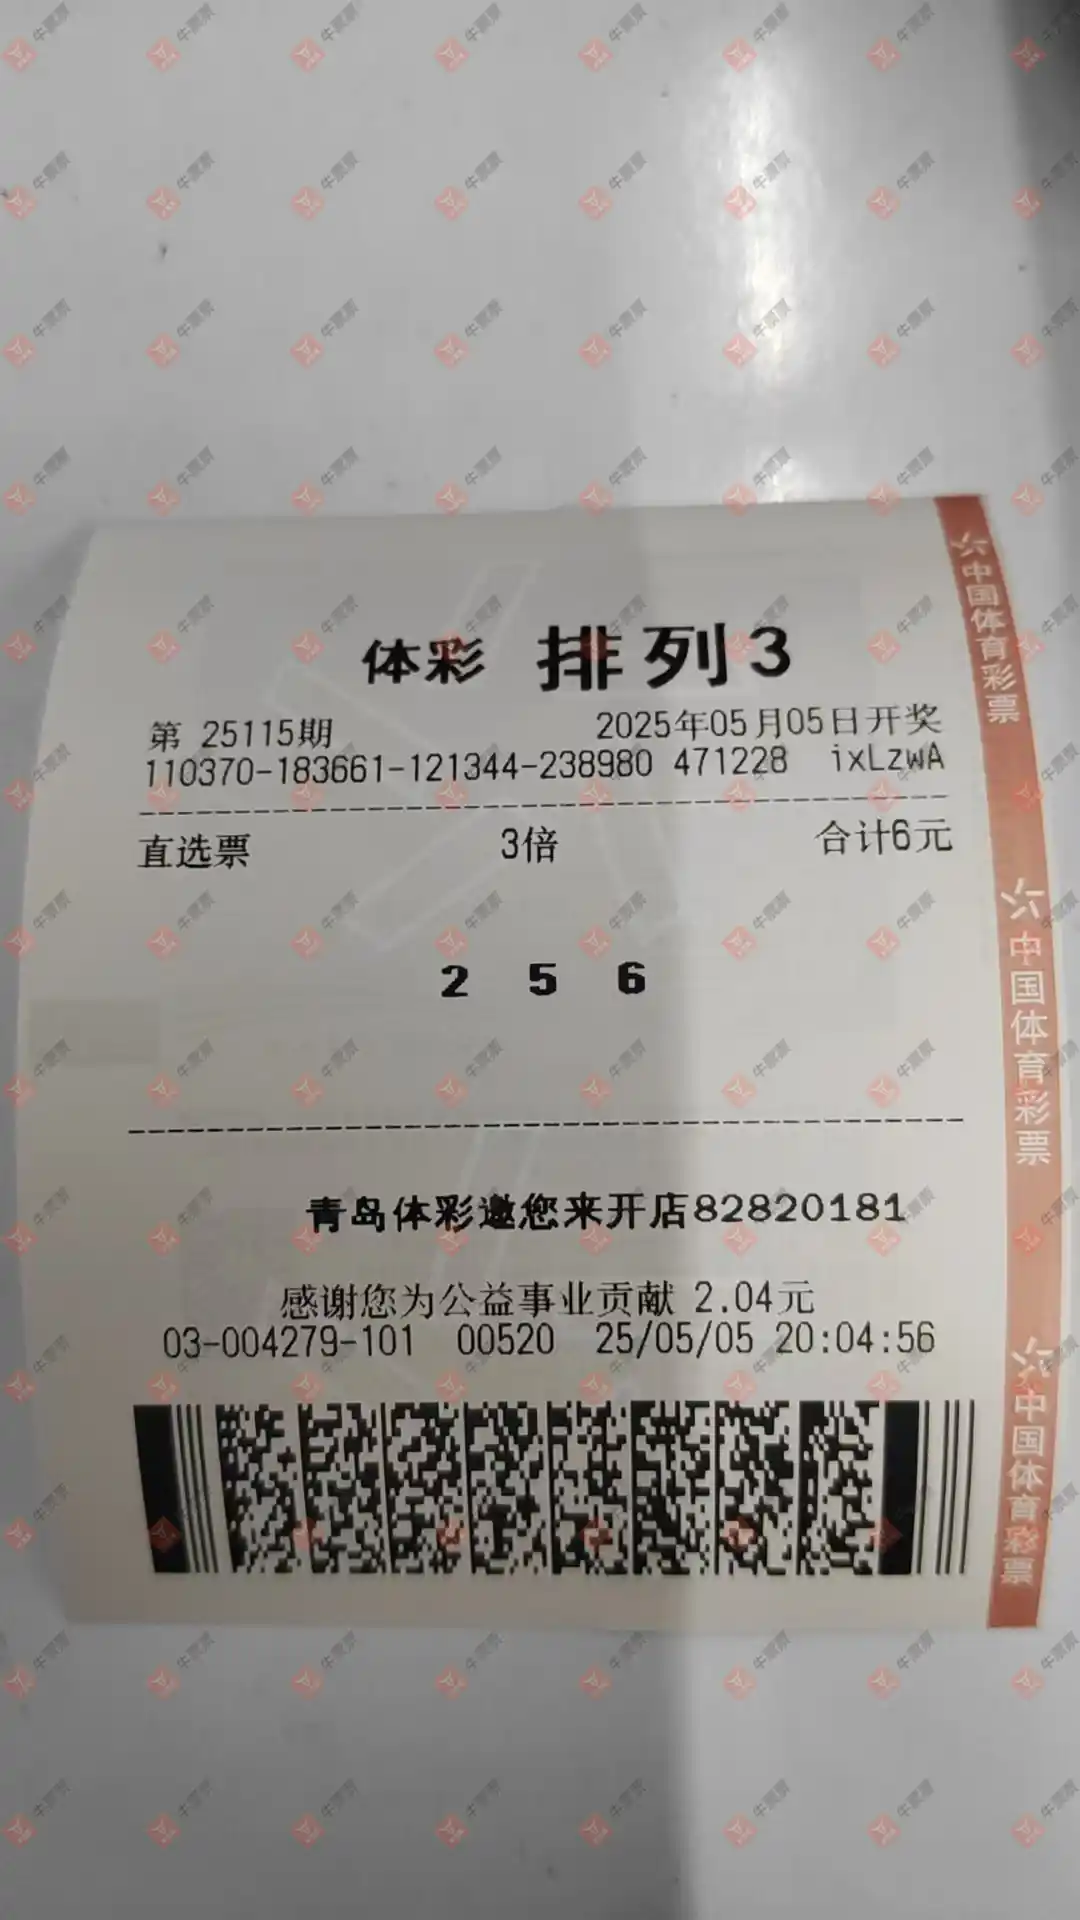 体彩 排列3
第 25115期 2025年05月05日开奖
110370-183661-121344-238980 471228 ixLzwA
直选票 3倍 合计6元
2 5 6
青岛体彩邀您来开店82820181
感谢您为公益事业贡献 2.04元
03-004279-101 00520 25/05/05 20:04:56
中国体育彩票
中国体育彩票
中国体育彩票
牛票票